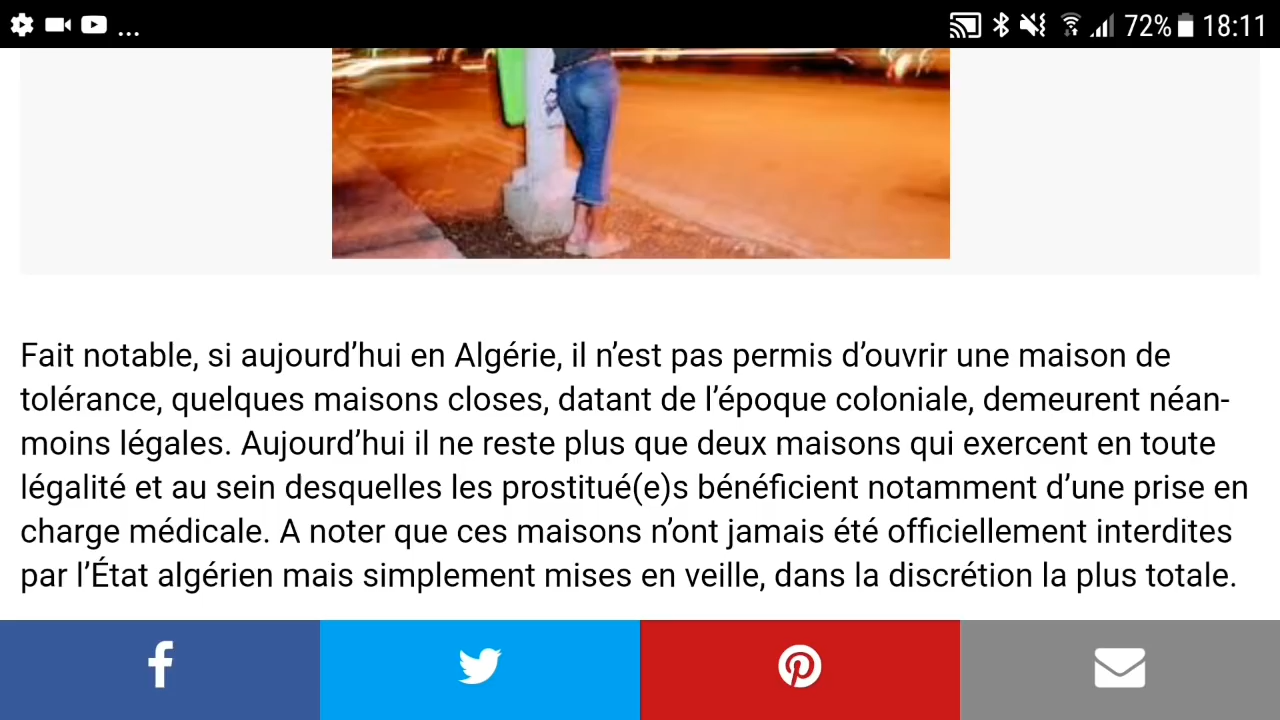 ... 72% 18:11
Fait notable, si aujourd’hui en Algérie, il n’est pas permis d’ouvrir une maison de
tolérance, quelques maisons closes, datant de l’époque coloniale, demeurent néan-
moins légales. Aujourd’hui il ne reste plus que deux maisons qui exercent en toute
légalité et au sein desquelles les prostitué(e)s bénéficient notamment d’une prise en
charge médicale. A noter que ces maisons n’ont jamais été officiellement interdites
par l’État algérien mais simplement mises en veille, dans la discrétion la plus totale.